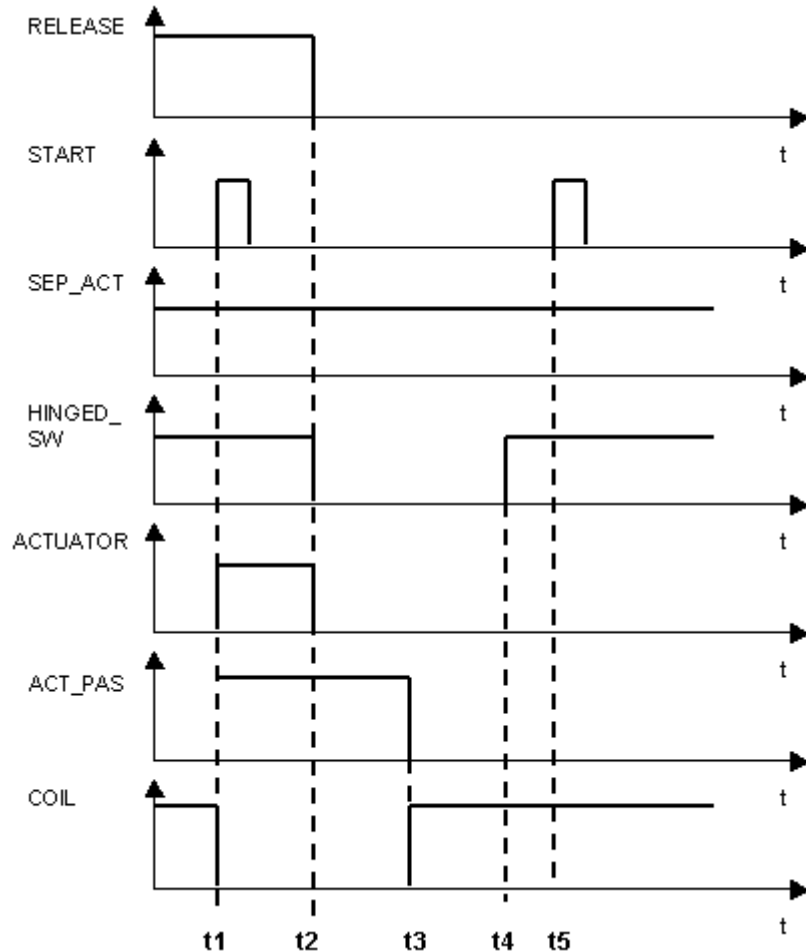 RELEASE
t
START
t
SEP_ACT
t
HINGED_
SW
t
ACTUATOR
t
ACT_PAS
t
COIL
t
t1 t2 t3 t4 t5